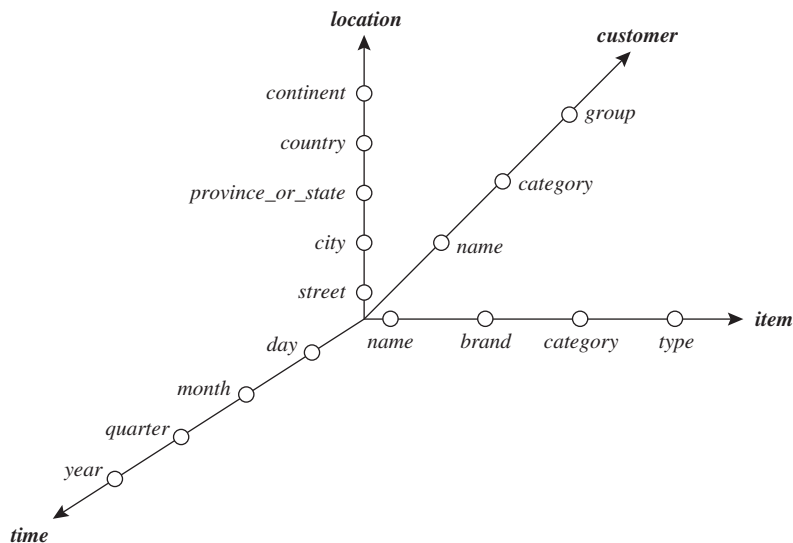 location
customer
continent
group
country
category
province_or_state
city
name
street
item
day
name brand category type
month
quarter
year
time